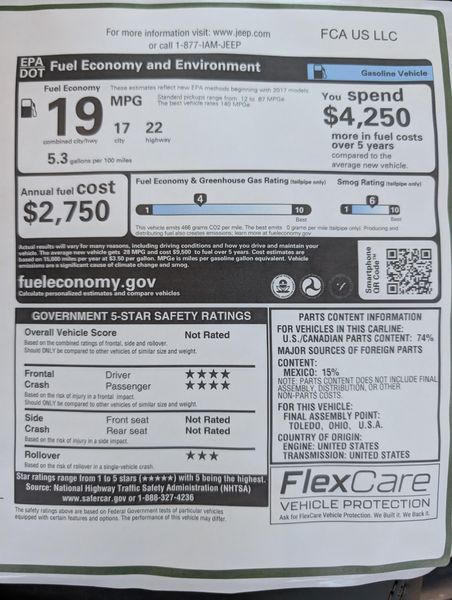 For more information visit: www.jeep.com
or call 1-877-IAM-JEEP
FCA US LLC
EPA
DOT
Fuel Economy and Environment
Gasoline Vehicle
Fuel Economy
These estimates reflect new EPA methods beginning with 2017 models.
19
MPG
Standard pickups range from 12 to 87 MPGe.
The best vehicle rates 140 MPGe.
17
22
combined city/hwy
city
highway
5.3 gallons per 100 miles
You spend
$4,250
more in fuel costs
over 5 years
compared to the
average new vehicle.
Annual fuel cost
$2,750
Fuel Economy & Greenhouse Gas Rating (tailpipe only)
4
1
10
Best
Smog Rating (tailpipe only)
6
1
10
Best
This vehicle emits 466 grams CO2 per mile. The best emits 0 grams per mile (tailpipe only). Producing and
distributing fuel also creates emissions; learn more at fueleconomy.gov
Actual results will vary for many reasons, including driving conditions and how you drive and maintain your
vehicle. The average new vehicle gets 28 MPG and cost $9,500 to fuel over 5 years. Cost estimates are
based on 15,000 miles per year at $3.50 per gallon. MPGe is miles per gasoline gallon equivalent. Vehicle
emissions are a significant cause of climate change and smog.
fueleconomy.gov
Calculate personalized estimates and compare vehicles
Smartphone
QR Code™
GOVERNMENT 5-STAR SAFETY RATINGS
Overall Vehicle Score Not Rated
Based on the combined ratings of frontal, side and rollover.
Should ONLY be compared to other vehicles of similar size and weight.
Frontal Driver ★★★★
Crash Passenger ★★★★
Based on the risk of injury in a frontal impact.
Should ONLY be compared to other vehicles of similar size and weight.
Side Front seat Not Rated
Crash Rear seat Not Rated
Based on the risk of injury in a side impact.
Rollover ★★★
Based on the risk of rollover in a single-vehicle crash.
Star ratings range from 1 to 5 stars (★★★★★) with 5 being the highest.
Source: National Highway Traffic Safety Administration (NHTSA)
www.safercar.gov or 1-888-327-4236
The safety ratings above are based on Federal Government tests of particular vehicles
equipped with certain features and options. The performance of this vehicle may differ.
PARTS CONTENT INFORMATION
FOR VEHICLES IN THIS CARLINE:
U.S./CANADIAN PARTS CONTENT: 74%
MAJOR SOURCES OF FOREIGN PARTS
CONTENT:
MEXICO: 15%
NOTE: PARTS CONTENT DOES NOT INCLUDE FINAL
ASSEMBLY, DISTRIBUTION, OR OTHER
NON-PARTS COSTS.
FOR THIS VEHICLE:
FINAL ASSEMBLY POINT:
TOLEDO, OHIO, U.S.A.
COUNTRY OF ORIGIN:
ENGINE: UNITED STATES
TRANSMISSION: UNITED STATES
FlexCare
VEHICLE PROTECTION
Ask for FlexCare Vehicle Protection. We Built it. We Back it.